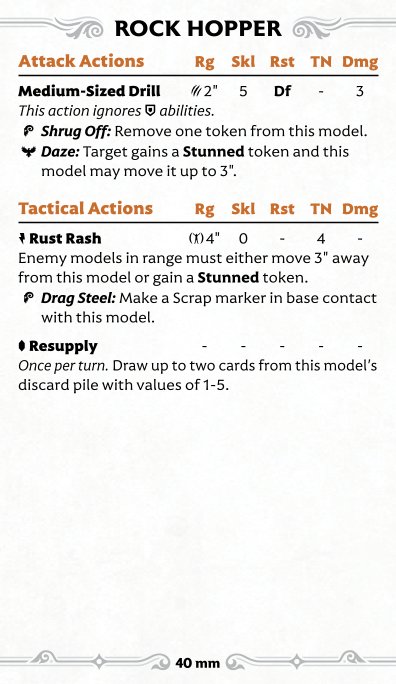 ROCK HOPPER
Attack Actions Rg Skl Rst TN Dmg
Medium-Sized Drill 2" 5 Df - 3
This action ignores abilities.
Shrug Off: Remove one token from this model.
Daze: Target gains a Stunned token and this
model may move it up to 3".
Tactical Actions Rg Skl Rst TN Dmg
Rust Rash 4" 0 - 4 -
Enemy models in range must either move 3" away
from this model or gain a Stunned token.
Drag Steel: Make a Scrap marker in base contact
with this model.
Resupply - - - - -
Once per turn. Draw up to two cards from this model's
discard pile with values of 1-5.
40 mm